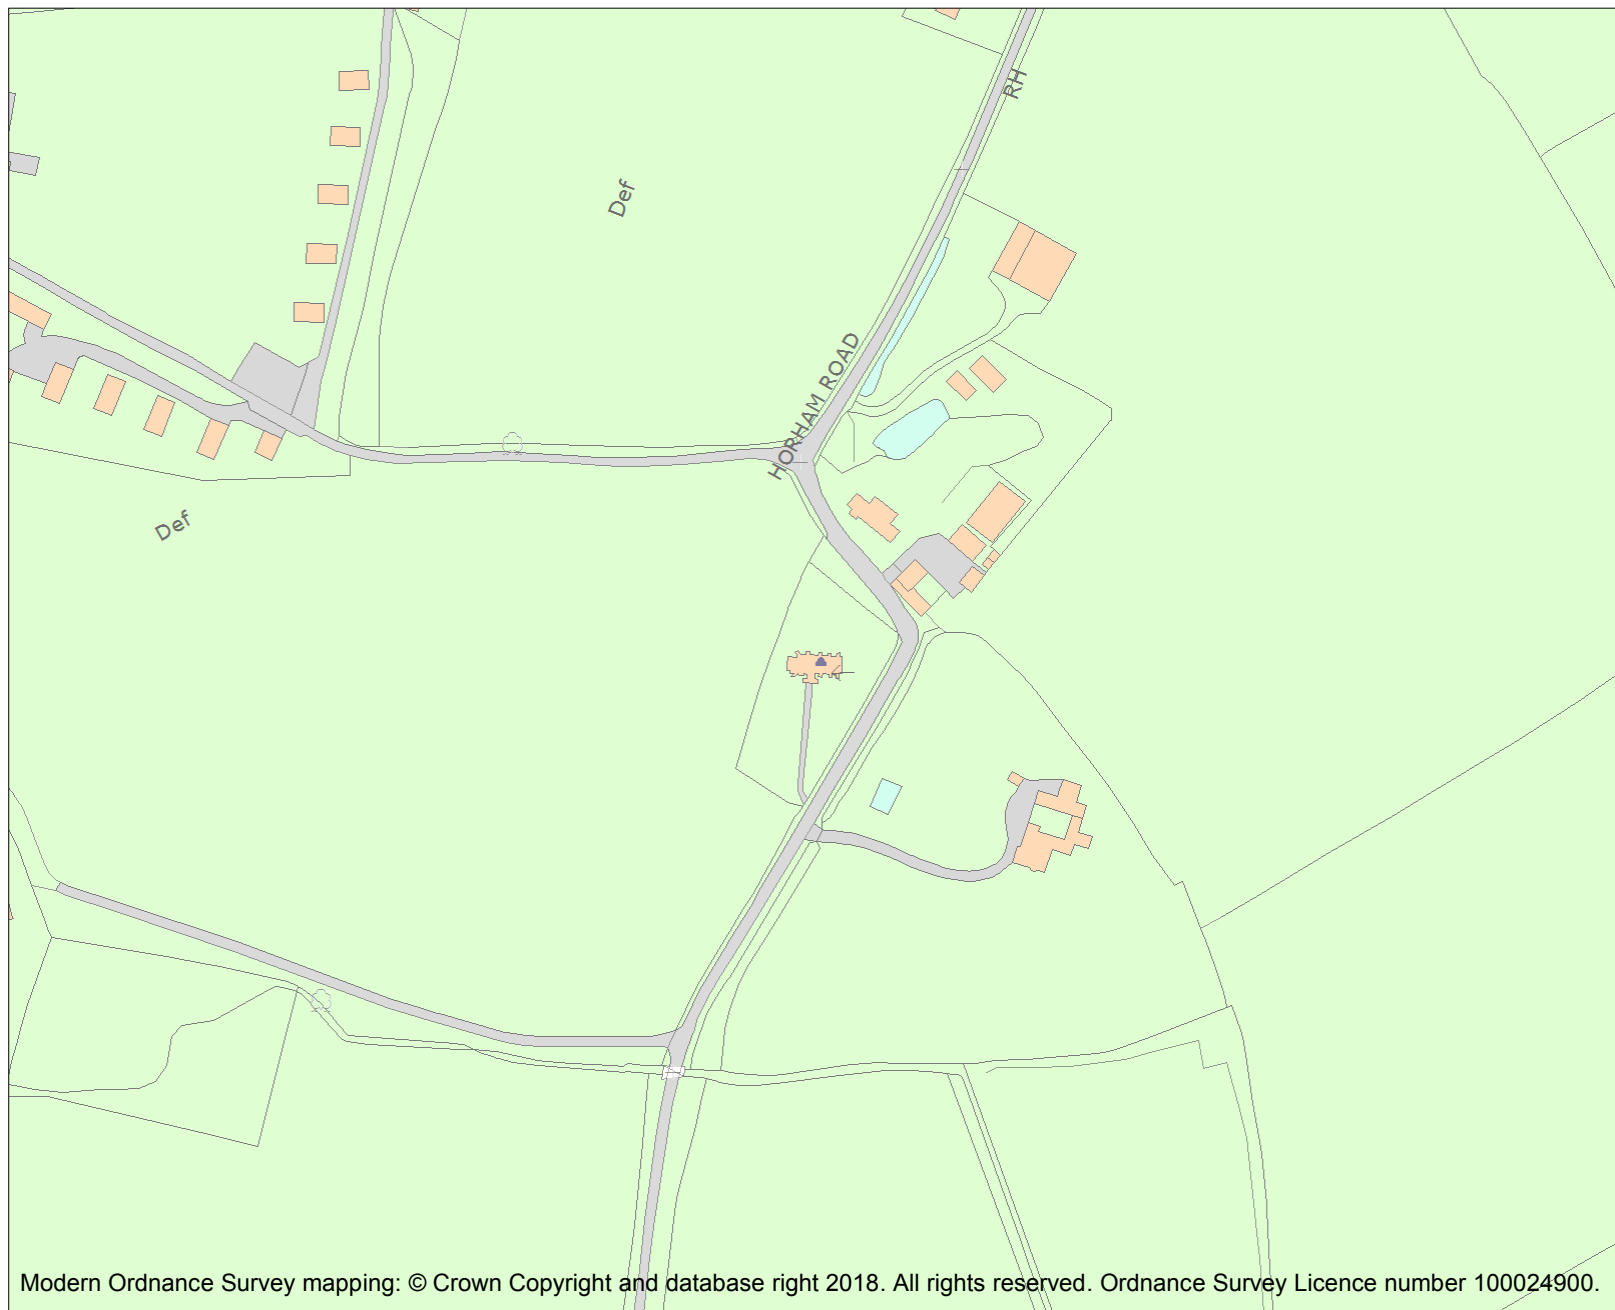 RH
Def
HORHAM ROAD
Def
Modern Ordnance Survey mapping: © Crown Copyright and database right 2018. All rights reserved. Ordnance Survey Licence number 100024900.